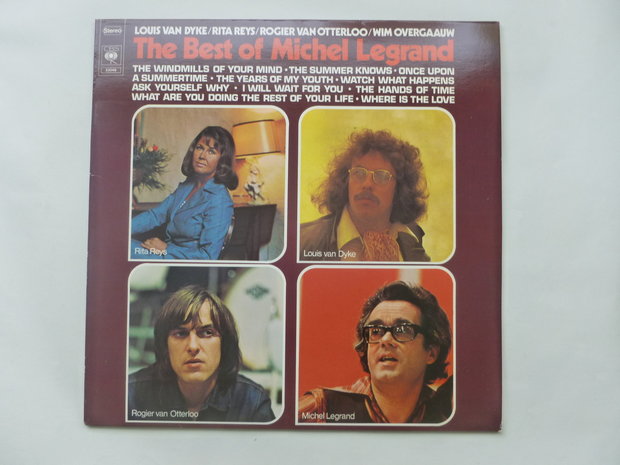 LOUIS VAN DYKE/RITA REYS/ROGIER VAN OTTERLOO/WIM OVERGAAUW
Stereo
The Best of Michel Legrand
CBS
THE WINDMILLS OF YOUR MIND • THE SUMMER KNOWS • ONCE UPON
A SUMMERTIME • THE YEARS OF MY YOUTH • WATCH WHAT HAPPENS
ASK YOURSELF WHY • I WILL WAIT FOR YOU • THE HANDS OF TIME
WHAT ARE YOU DOING THE REST OF YOUR LIFE • WHERE IS THE LOVE
Rita Reys
Louis van Dyke
Rogier van Otterloo
Michel Legrand